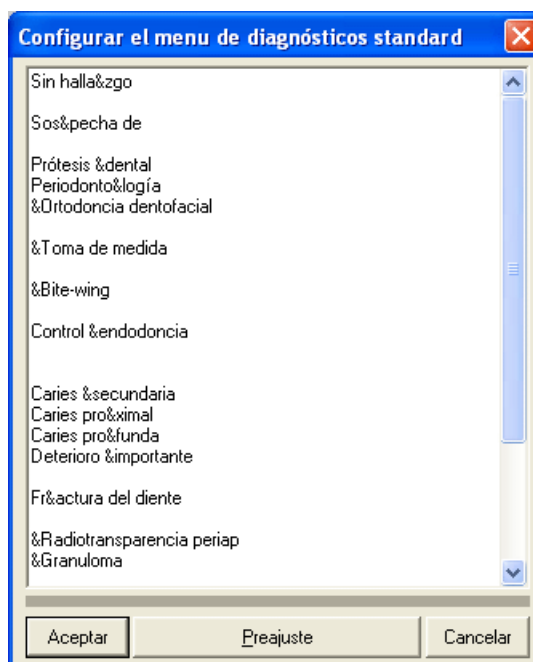 Configurar el menu de diagnósticos standard
Sin halla&zgo
Sos&pecha de
Prótesis &dental
Periodonto&logía
&Ortodoncia dentofacial
&Toma de medida
&Bite-wing
Control &endodoncia
Caries &secundaria
Caries pro&ximal
Caries pro&funda
Deterioro &importante
Fr&actura del diente
&Radiotransparencia periap
&Granuloma
Aceptar Preajuste Cancelar